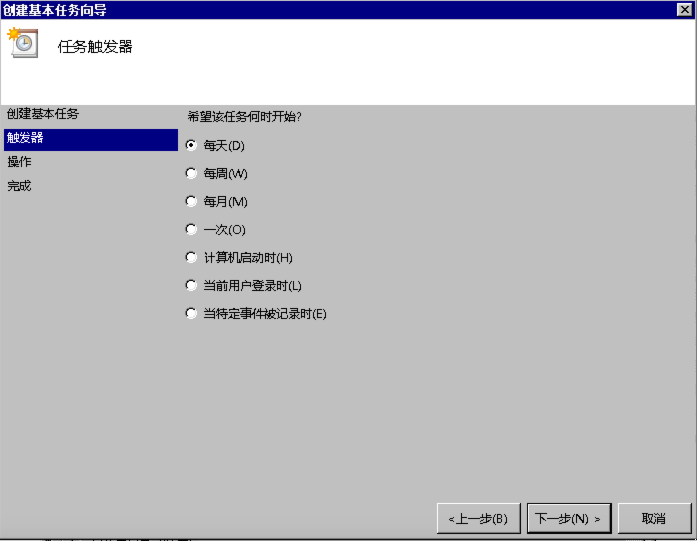 创建基本任务向导
任务触发器
创建基本任务
希望该任务何时开始?
触发器
每天(D)
操作
每周(W)
完成
每月(M)
一次(O)
计算机启动时(H)
当前用户登录时(L)
当特定事件被记录时(E)
<上一步(B)
下一步(N) >
取消